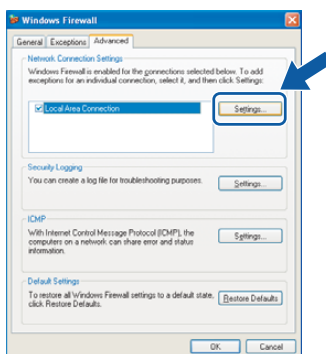 Windows Firewall
General Exceptions Advanced
Network Connection Settings
Windows Firewall is enabled for the connections selected below. To add
exceptions for an individual connection, select it, and then click Settings:
Local Area Connection
Settings...
Security Logging
You can create a log file for troubleshooting purposes.
Settings...
ICMP
With Internet Control Message Protocol (ICMP), the
computers on a network can share error and status
information.
Settings...
Default Settings
To restore all Windows Firewall settings to a default state,
click Restore Defaults.
Restore Defaults
OK Cancel